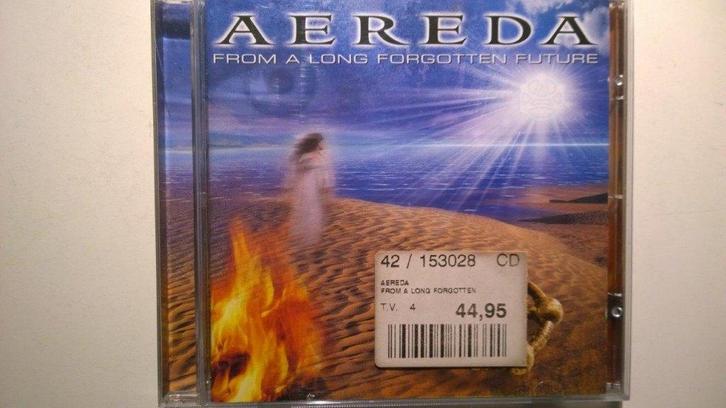 AEREDA
FROM A LONG FORGOTTEN FUTURE
42 / 153028 CD
AEREDA
FROM A LONG FORGOTTEN
T.V. 4 44,95